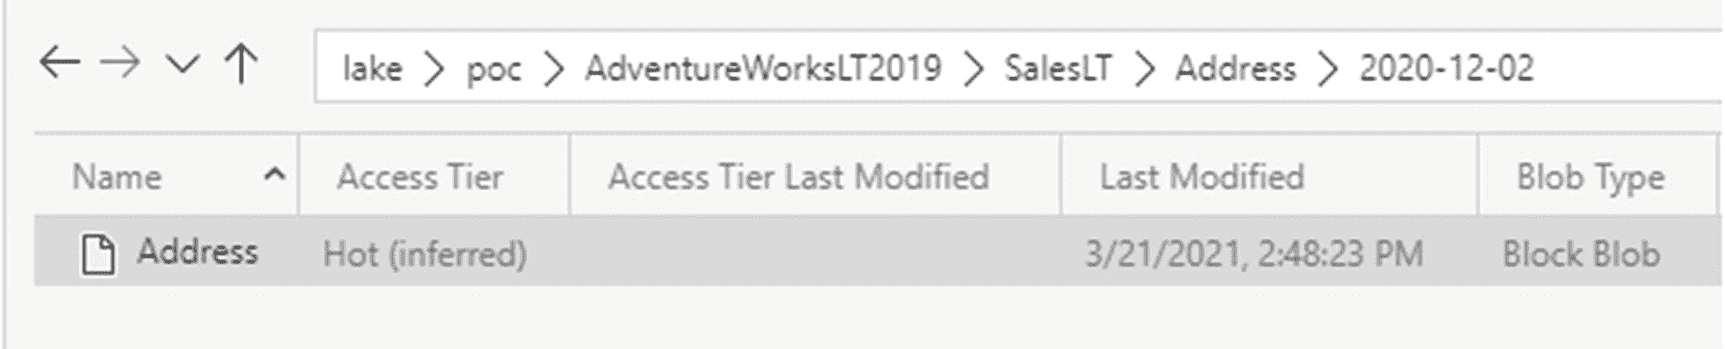 lake > poc > AdventureWorksLT2019 > SalesLT > Address > 2020-12-02
Name Access Tier Access Tier Last Modified Last Modified Blob Type
Address Hot (inferred) 3/21/2021, 2:48:23 PM Block Blob